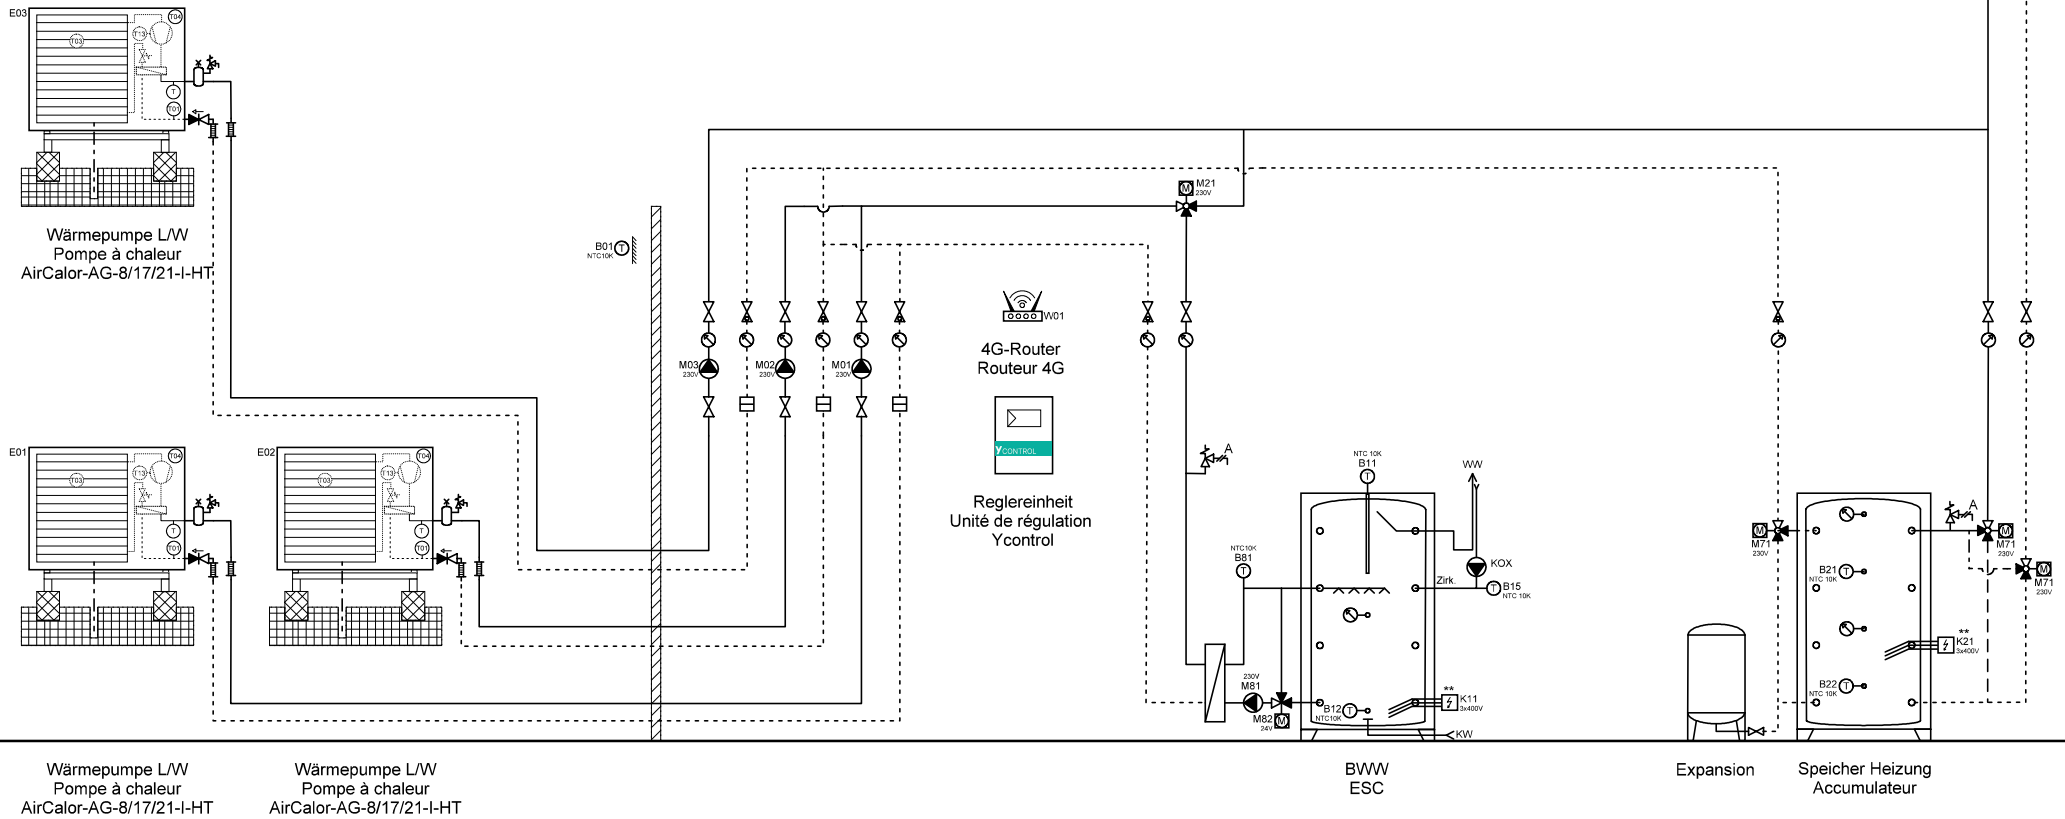 E03
T04
T13
T03
T
T01
Wärmepumpe L/W
Pompe à chaleur
AirCalor-AG-8/17/21-I-HT
B01
T
NTC10K
M
M21
230V
W01
4G-Router
Routeur 4G
M03
230V
M02
230V
M01
230V
YCONTROL
Reglereinheit
Unité de régulation
Ycontrol
E01
T04
T13
T03
T
T01
E02
T04
T13
T03
T
T01
A
NTC 10K
B11
T
WW
NTC10K
B81
T
KOX
Zirk.
T
B15
NTC 10K
230V
M81
M82
24V
M
B12
NTC10K
T
**
K11
3x400V
KW
M
M71
230V
A
M
M71
230V
M
M71
230V
B21
NTC 10K
T
**
K21
3x400V
B22
NTC 10K
T
Wärmepumpe L/W
Pompe à chaleur
AirCalor-AG-8/17/21-I-HT
Wärmepumpe L/W
Pompe à chaleur
AirCalor-AG-8/17/21-I-HT
BWW
ESC
Expansion
Speicher Heizung
Accumulateur